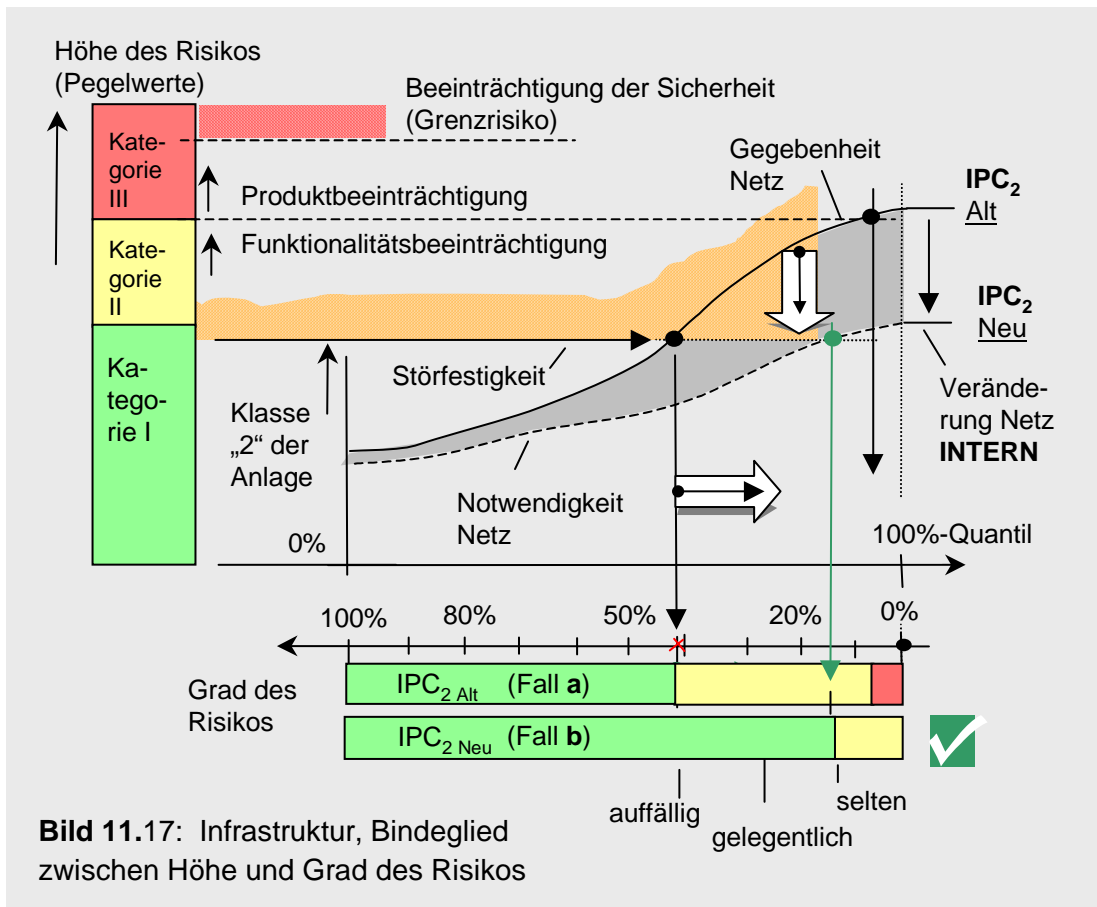 Höhe des Risikos
(Pegelwerte)
Beeinträchtigung der Sicherheit
(Grenzrisiko)
Kate-
gorie
III
Gegebenheit
Netz
IPC2
Alt
Produktbeeinträchtigung
Kate-
gorie
II
Funktionalitätsbeeinträchtigung
IPC2
Neu
Ka-
tego-
rie I
Störfestigkeit
Klasse
„2“ der
Anlage
Verände-
rung Netz
INTERN
Notwendigkeit
Netz
0%
100%-Quantil
100% 80% 50% 20% 0%
Grad des
Risikos
IPC2 Alt (Fall a)
IPC2 Neu (Fall b)
auffällig
selten
gelegentlich
Bild 11.17: Infrastruktur, Bindeglied
zwischen Höhe und Grad des Risikos